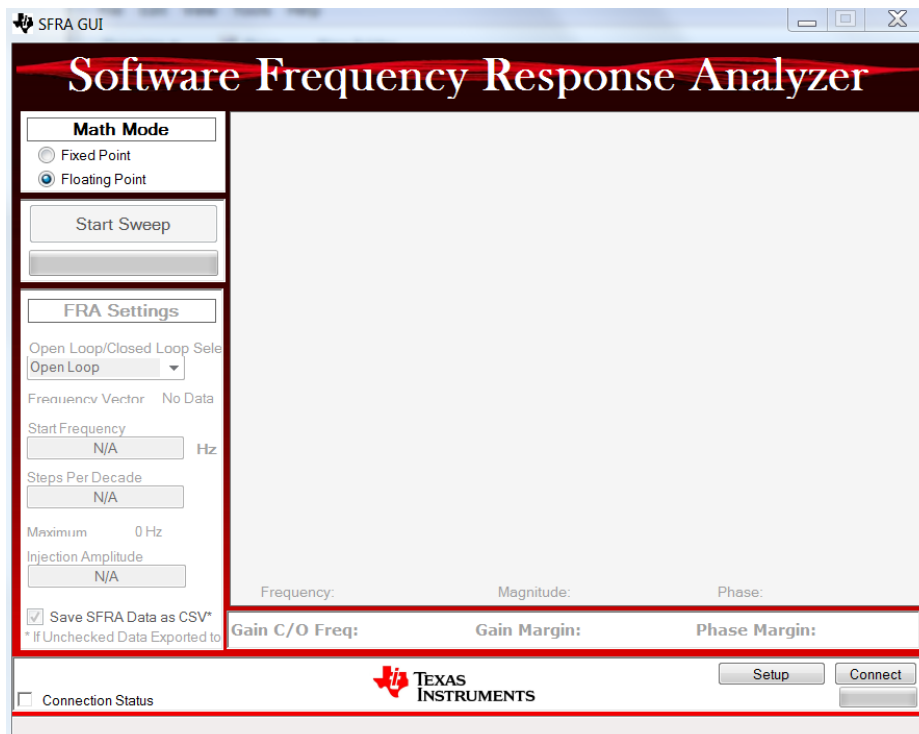 SFRA GUI
Software Frequency Response Analyzer
Math Mode
Fixed Point
Floating Point
Start Sweep
FRA Settings
Open Loop/Closed Loop Sele
Open Loop
Frequency Vector No Data
Start Frequency
N/A Hz
Steps Per Decade
N/A
Maximum 0 Hz
Injection Amplitude
N/A
Save SFRA Data as CSV*
* If Unchecked Data Exported to
Frequency: Magnitude: Phase:
Gain C/O Freq: Gain Margin: Phase Margin:
Connection Status
TEXAS
INSTRUMENTS
Setup Connect